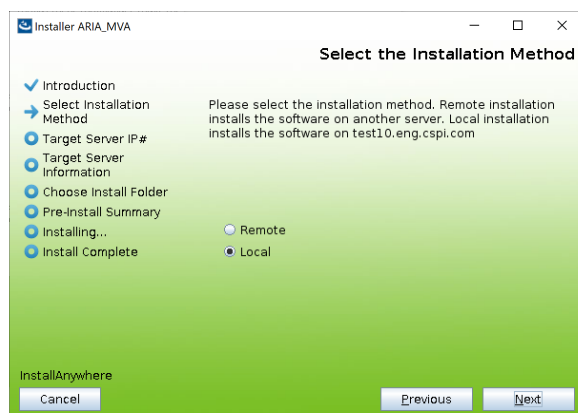 Installer ARIA_MVA
Select the Installation Method
Introduction
Select Installation
Method
Target Server IP#
Target Server
Information
Choose Install Folder
Pre-Install Summary
Installing...
Install Complete
Please select the installation method. Remote installation
installs the software on another server. Local installation
installs the software on test10.eng.cspi.com
Remote
Local
InstallAnywhere
Cancel
Previous
Next